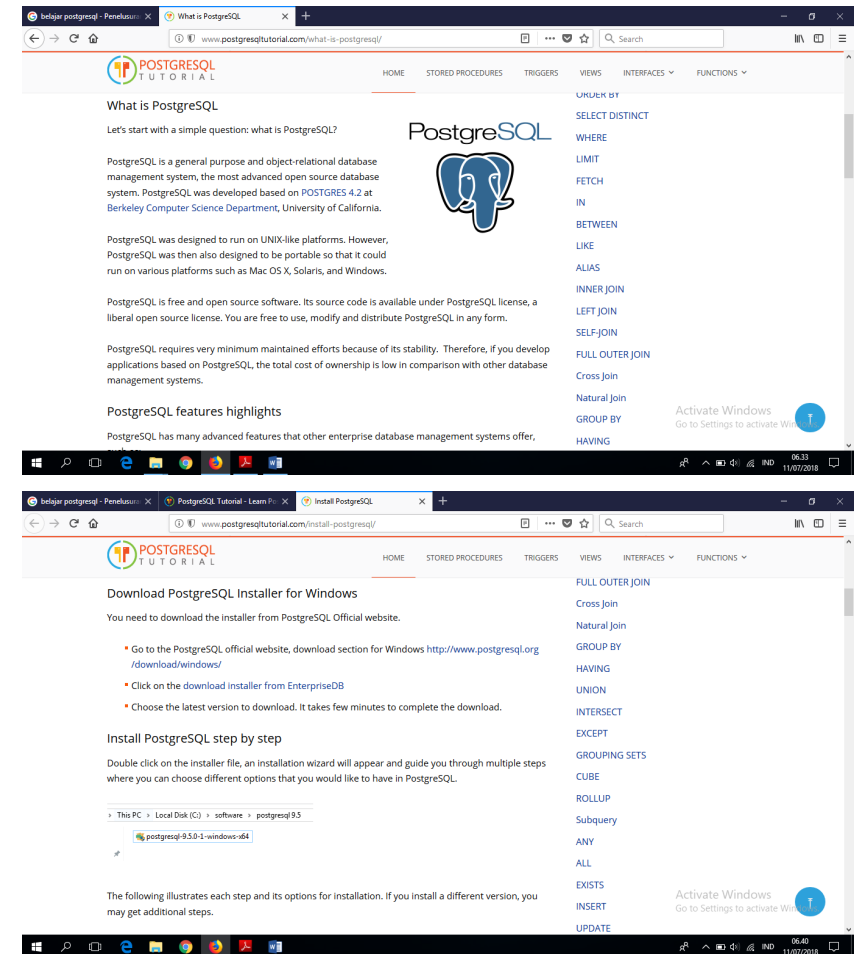 belajar postgresql - Penelusura
What is PostgreSQL
www.postgresqltutorial.com/what-is-postgresql/
Search
POSTGRESQL
TUTORIAL
HOME STORED PROCEDURES TRIGGERS VIEWS INTERFACES FUNCTIONS
What is PostgreSQL
Let's start with a simple question: what is PostgreSQL?
PostgreSQL is a general purpose and object-relational database
management system, the most advanced open source database
system. PostgreSQL was developed based on POSTGRES 4.2 at
Berkeley Computer Science Department, University of California.
PostgreSQL
PostgreSQL was designed to run on UNIX-like platforms. However,
PostgreSQL was then also designed to be portable so that it could
run on various platforms such as Mac OS X, Solaris, and Windows.
PostgreSQL is free and open source software. Its source code is available under PostgreSQL license, a
liberal open source license. You are free to use, modify and distribute PostgreSQL in any form.
PostgreSQL requires very minimum maintained efforts because of its stability. Therefore, if you develop
applications based on PostgreSQL, the total cost of ownership is low in comparison with other database
management systems.
PostgreSQL features highlights
PostgreSQL has many advanced features that other enterprise database management systems offer,
ORDER BY
SELECT DISTINCT
WHERE
LIMIT
FETCH
IN
BETWEEN
LIKE
ALIAS
INNER JOIN
LEFT JOIN
SELF-JOIN
FULL OUTER JOIN
Cross Join
Natural Join
GROUP BY
HAVING
Activate Windows
Go to Settings to activate Windows.
IND
06.33
11/07/2018
belajar postgresql - Penelusura
PostgreSQL Tutorial - Learn Pos
Install PostgreSQL
www.postgresqltutorial.com/install-postgresql/
Search
POSTGRESQL
TUTORIAL
HOME STORED PROCEDURES TRIGGERS VIEWS INTERFACES FUNCTIONS
Download PostgreSQL Installer for Windows
You need to download the installer from PostgreSQL Official website.
Go to the PostgreSQL official website, download section for Windows http://www.postgresql.org
/download/windows/
Click on the download installer from EnterpriseDB
Choose the latest version to download. It takes few minutes to complete the download.
Install PostgreSQL step by step
Double click on the installer file, an installation wizard will appear and guide you through multiple steps
where you can choose different options that you would like to have in PostgreSQL.
> This PC > Local Disk (C:) > software > postgresql 9.5
postgresql-9.5.0-1-windows-x64
The following illustrates each step and its options for installation. If you install a different version, you
may get additional steps.
FULL OUTER JOIN
Cross Join
Natural Join
GROUP BY
HAVING
UNION
INTERSECT
EXCEPT
GROUPING SETS
CUBE
ROLLUP
Subquery
ANY
ALL
EXISTS
INSERT
UPDATE
Activate Windows
Go to Settings to activate Windows.
IND
06.40
11/07/2018